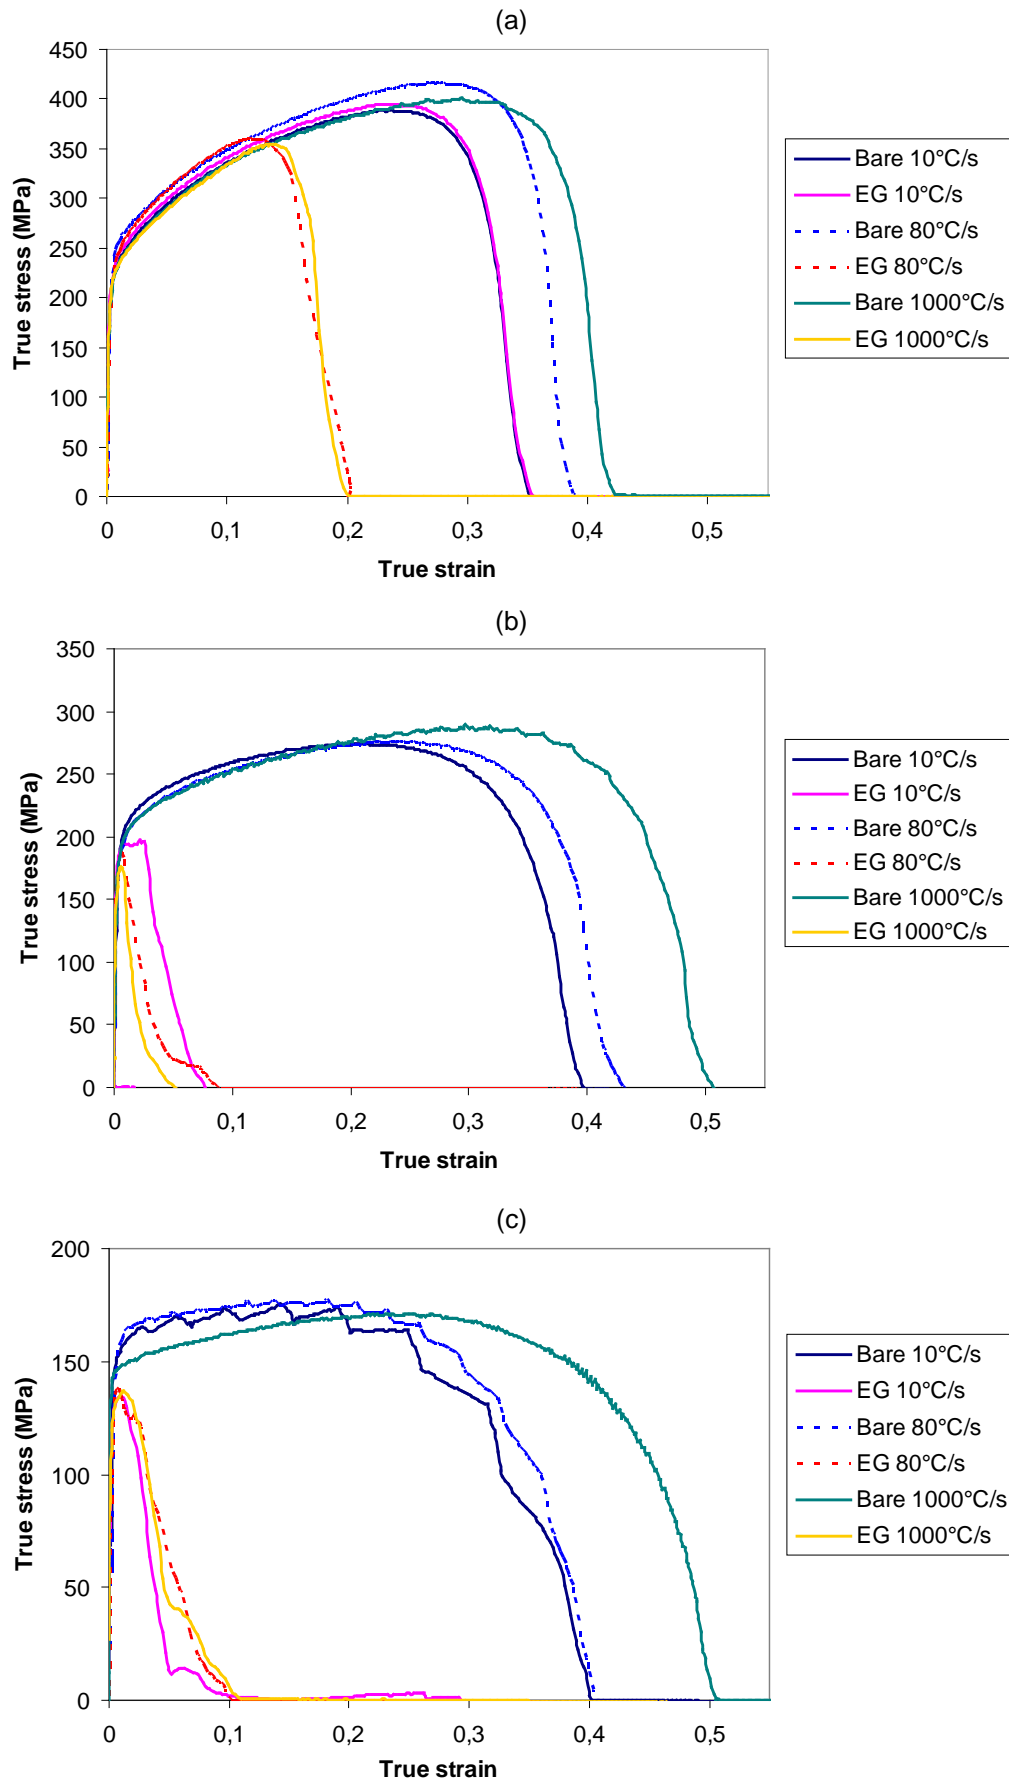 (a)
450
400
350
300
250
200
150
100
50
0
True stress (MPa)
0
0,1
0,2
0,3
0,4
0,5
True strain
Bare 10°C/s
EG 10°C/s
Bare 80°C/s
EG 80°C/s
Bare 1000°C/s
EG 1000°C/s
(b)
350
300
250
200
150
100
50
0
True stress (MPa)
0
0,1
0,2
0,3
0,4
0,5
True strain
Bare 10°C/s
EG 10°C/s
Bare 80°C/s
EG 80°C/s
Bare 1000°C/s
EG 1000°C/s
(c)
200
150
100
50
0
True stress (MPa)
0
0,1
0,2
0,3
0,4
0,5
True strain
Bare 10°C/s
EG 10°C/s
Bare 80°C/s
EG 80°C/s
Bare 1000°C/s
EG 1000°C/s